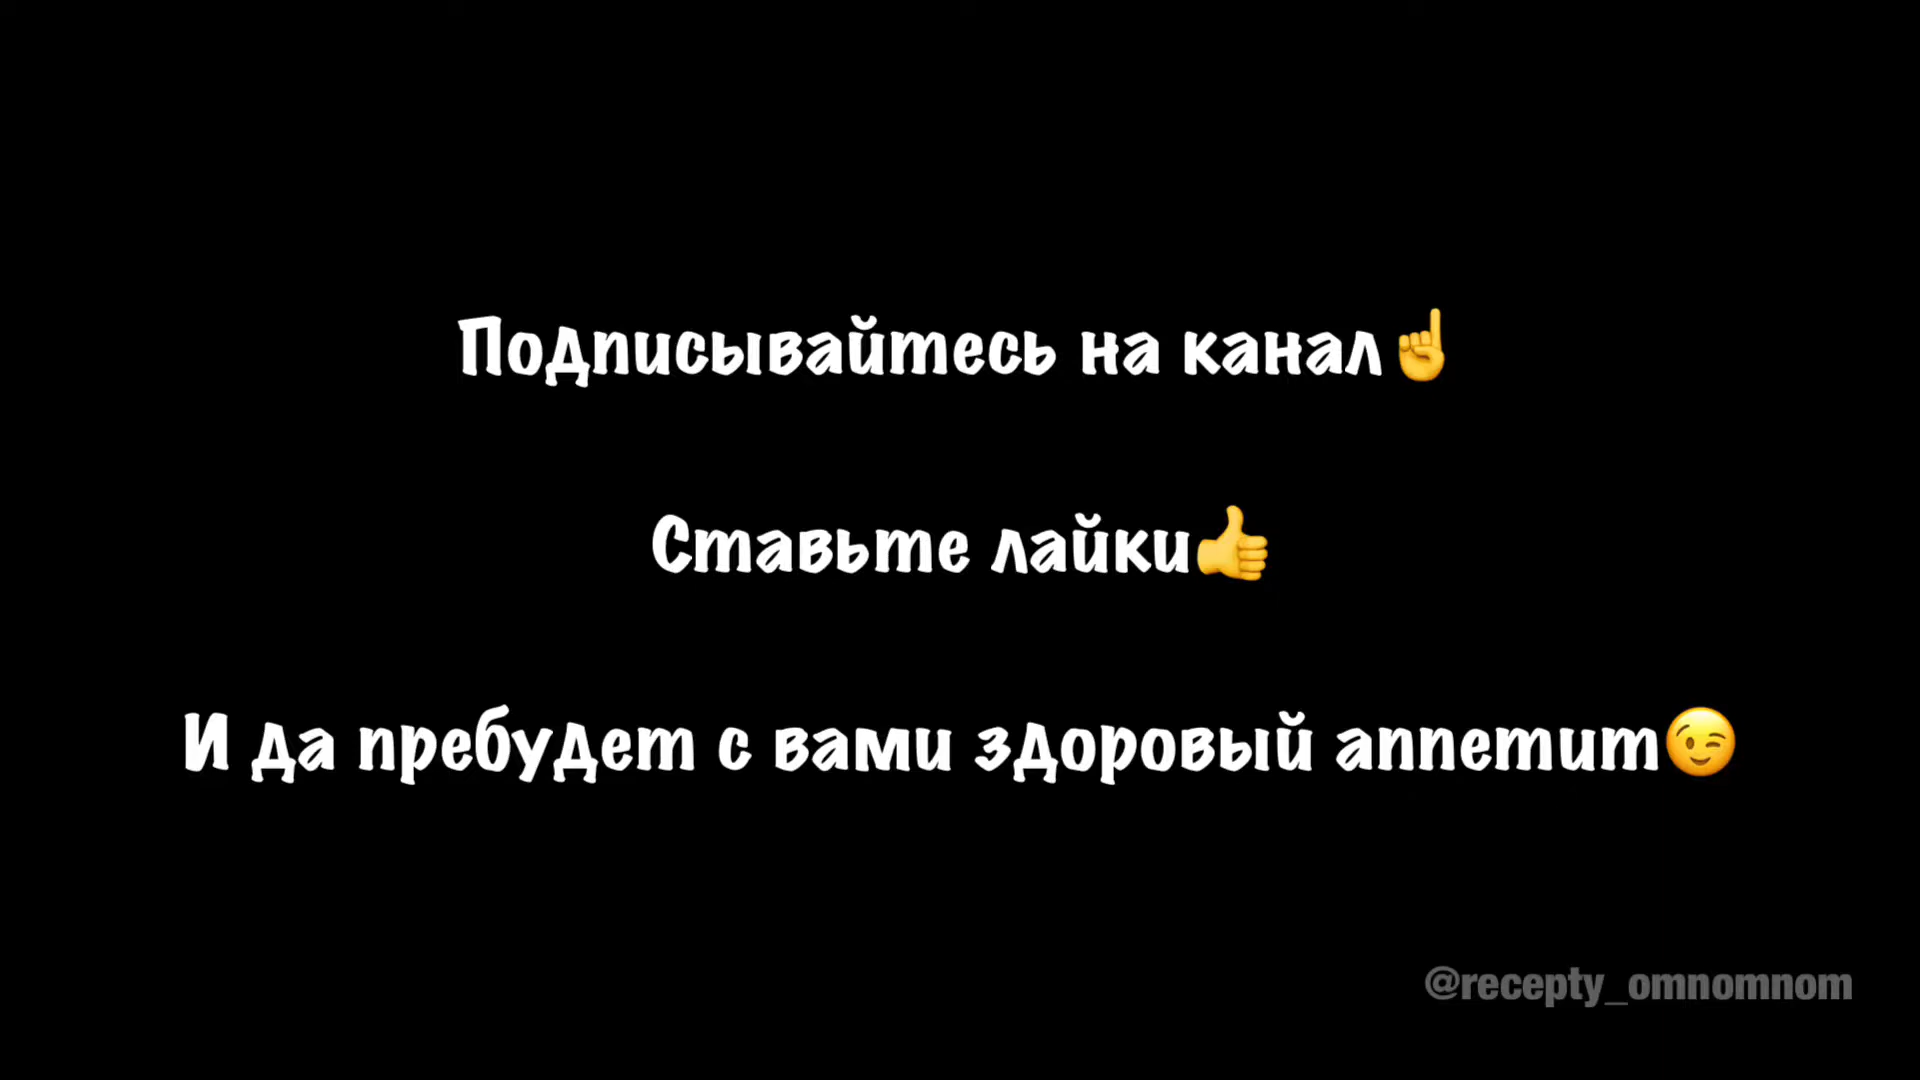 Подписывайтесь на канал☝️
Ставьте лайки👍
И да пребудет с вами здоровый аппетит😉
@recepty_omnomnom